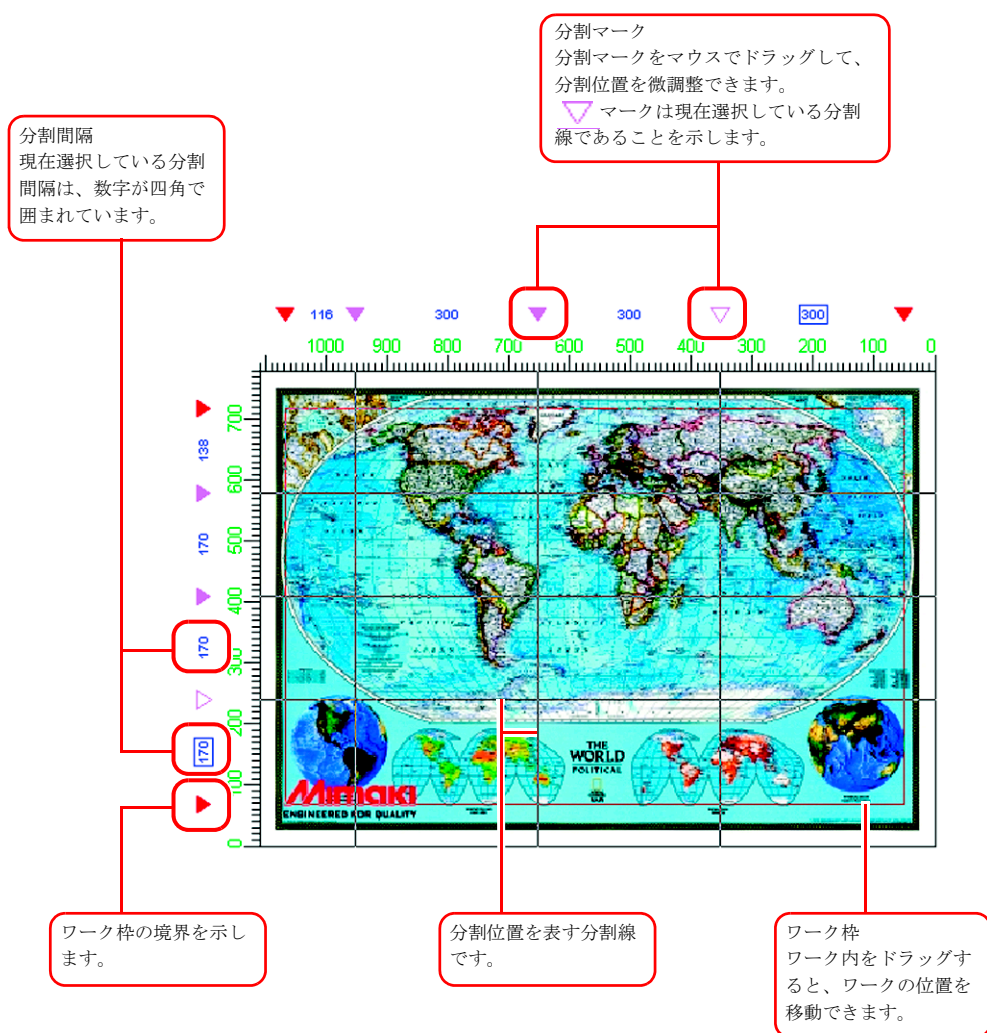 分割マーク
分割マークをマウスでドラッグして、
分割位置を微調整できます。
マークは現在選択している分割
線であることを示します。
分割間隔
現在選択している分割
間隔は、数字が四角で
囲まれています。
116 300 300 300
1000 900 800 700 600 500 400 300 200 100 0
138
170
170
170
700
600
500
400
300
200
100
0
THE
WORLD
POLITICAL
Mimaki
ENGINEERED FOR QUALITY
ワーク枠の境界を示し
ます。
分割位置を表す分割線
です。
ワーク枠
ワーク内をドラッグす
ると、ワークの位置を
移動できます。